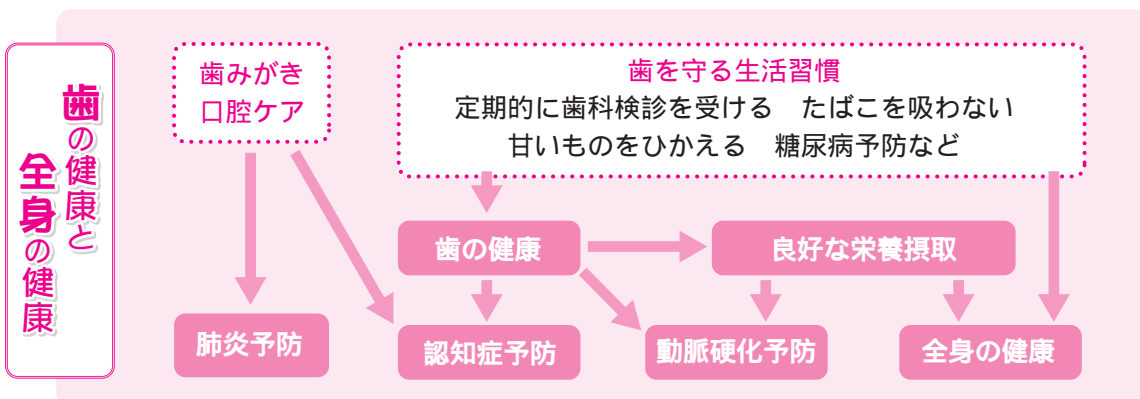 歯の健康と
全身の健康
歯みがき
口腔ケア
歯を守る生活習慣
定期的に歯科検診を受ける　たばこを吸わない
甘いものをひかえる　糖尿病予防など
歯の健康
良好な栄養摂取
肺炎予防
認知症予防
動脈硬化予防
全身の健康